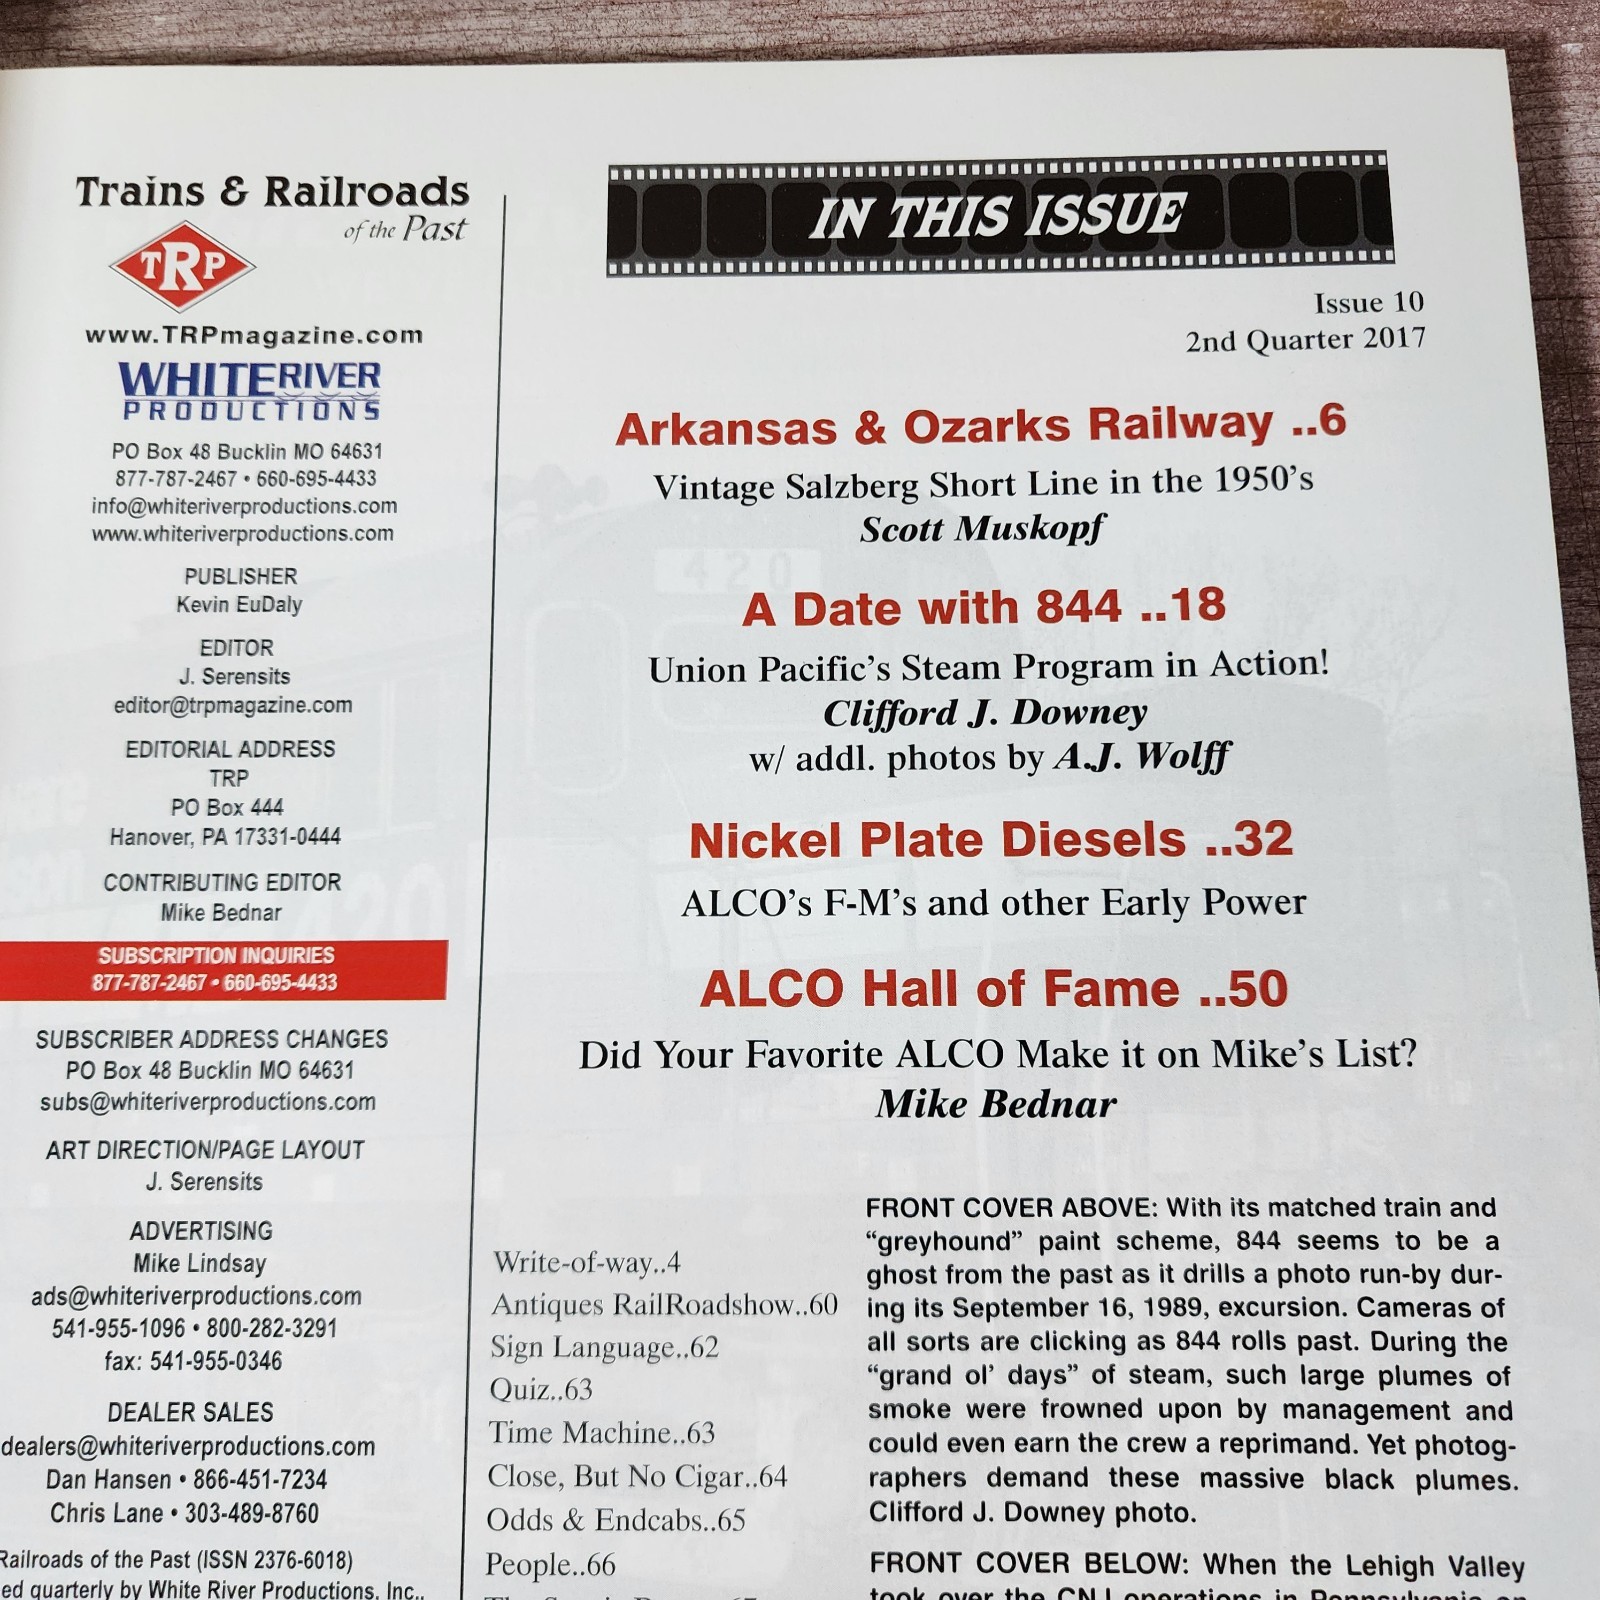 Trains & Railroads
of the Past
TRP
www.TRPmagazine.com
WHITERIVER
PRODUCTIONS
PO Box 48 Bucklin MO 64631
877-787-2467 • 660-695-4433
info@whiteriverproductions.com
www.whiteriverproductions.com
PUBLISHER
Kevin EuDaly
EDITOR
J. Serensits
editor@trpmagazine.com
EDITORIAL ADDRESS
TRP
PO Box 444
Hanover, PA 17331-0444
CONTRIBUTING EDITOR
Mike Bednar
SUBSCRIPTION INQUIRIES
877-787-2467 • 660-695-4433
SUBSCRIBER ADDRESS CHANGES
PO Box 48 Bucklin MO 64631
subs@whiteriverproductions.com
ART DIRECTION/PAGE LAYOUT
J. Serensits
ADVERTISING
Mike Lindsay
ads@whiteriverproductions.com
541-955-1096 • 800-282-3291
fax: 541-955-0346
DEALER SALES
dealers@whiteriverproductions.com
Dan Hansen • 866-451-7234
Chris Lane • 303-489-8760
Railroads of the Past (ISSN 2376-6018)
ed quarterly by White River Productions, Inc.,
IN THIS ISSUE
Issue 10
2nd Quarter 2017
Arkansas & Ozarks Railway ..6
Vintage Salzberg Short Line in the 1950's
Scott Muskopf
A Date with 844 ..18
Union Pacific's Steam Program in Action!
Clifford J. Downey
w/ addl. photos by A.J. Wolff
Nickel Plate Diesels ..32
ALCO's F-M's and other Early Power
ALCO Hall of Fame ..50
Did Your Favorite ALCO Make it on Mike's List?
Mike Bednar
Write-of-way..4
Antiques RailRoadshow..60
Sign Language..62
Quiz..63
Time Machine..63
Close, But No Cigar..64
Odds & Endcabs..65
People..66
FRONT COVER ABOVE: With its matched train and
“greyhound” paint scheme, 844 seems to be a
ghost from the past as it drills a photo run-by dur-
ing its September 16, 1989, excursion. Cameras of
all sorts are clicking as 844 rolls past. During the
“grand ol' days” of steam, such large plumes of
smoke were frowned upon by management and
could even earn the crew a reprimand. Yet photog-
raphers demand these massive black plumes.
Clifford J. Downey photo.
FRONT COVER BELOW: When the Lehigh Valley
took over the CNJ operations in Pennsylvania on